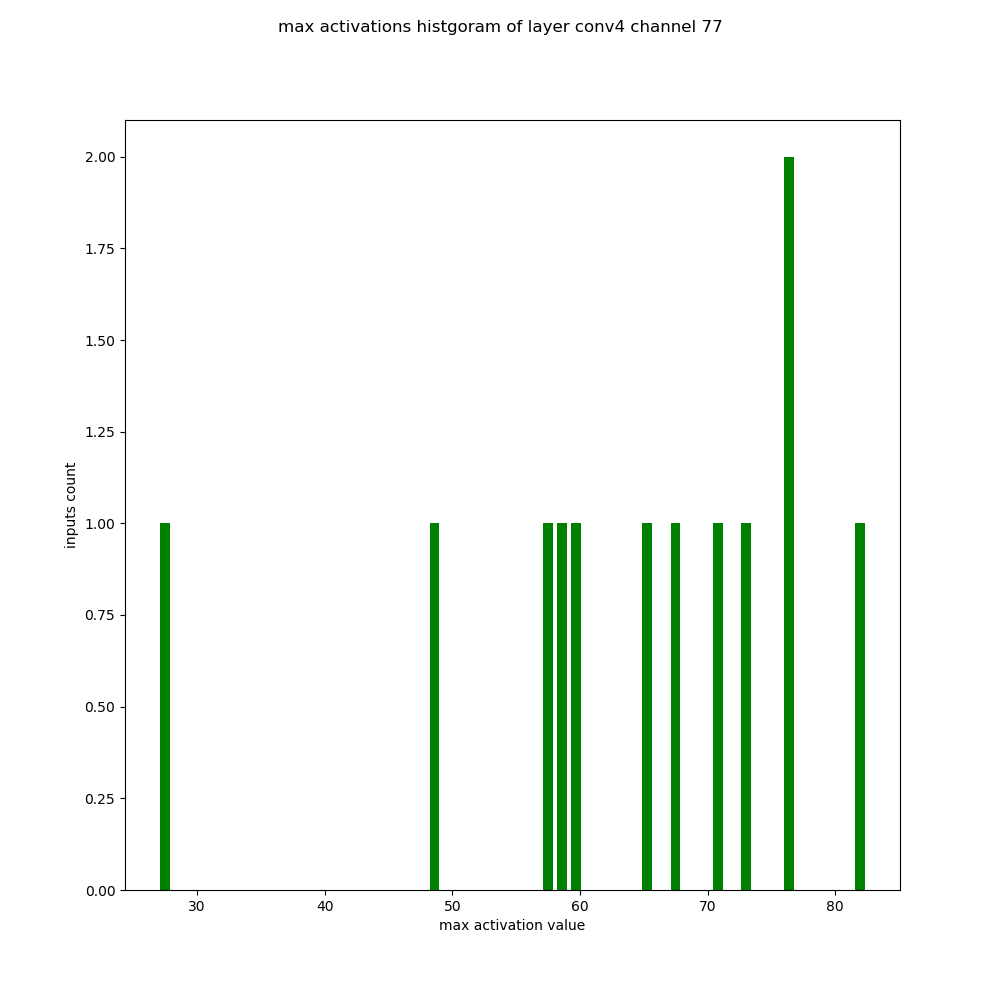 max activations histgoram of layer conv4 channel 77
2.00
1.75
1.50
1.25
1.00
0.75
0.50
0.25
0.00
inputs count
30 40 50 60 70 80
max activation value